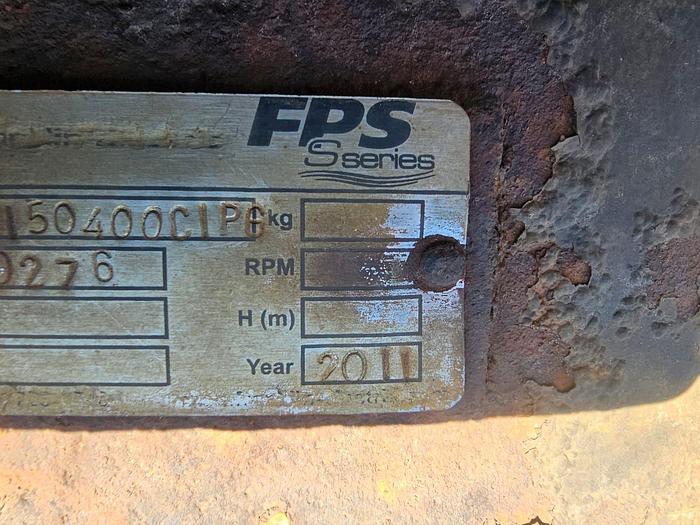 FPS
S series
150400CIP kg
0276 RPM
H (m)
Year 2011